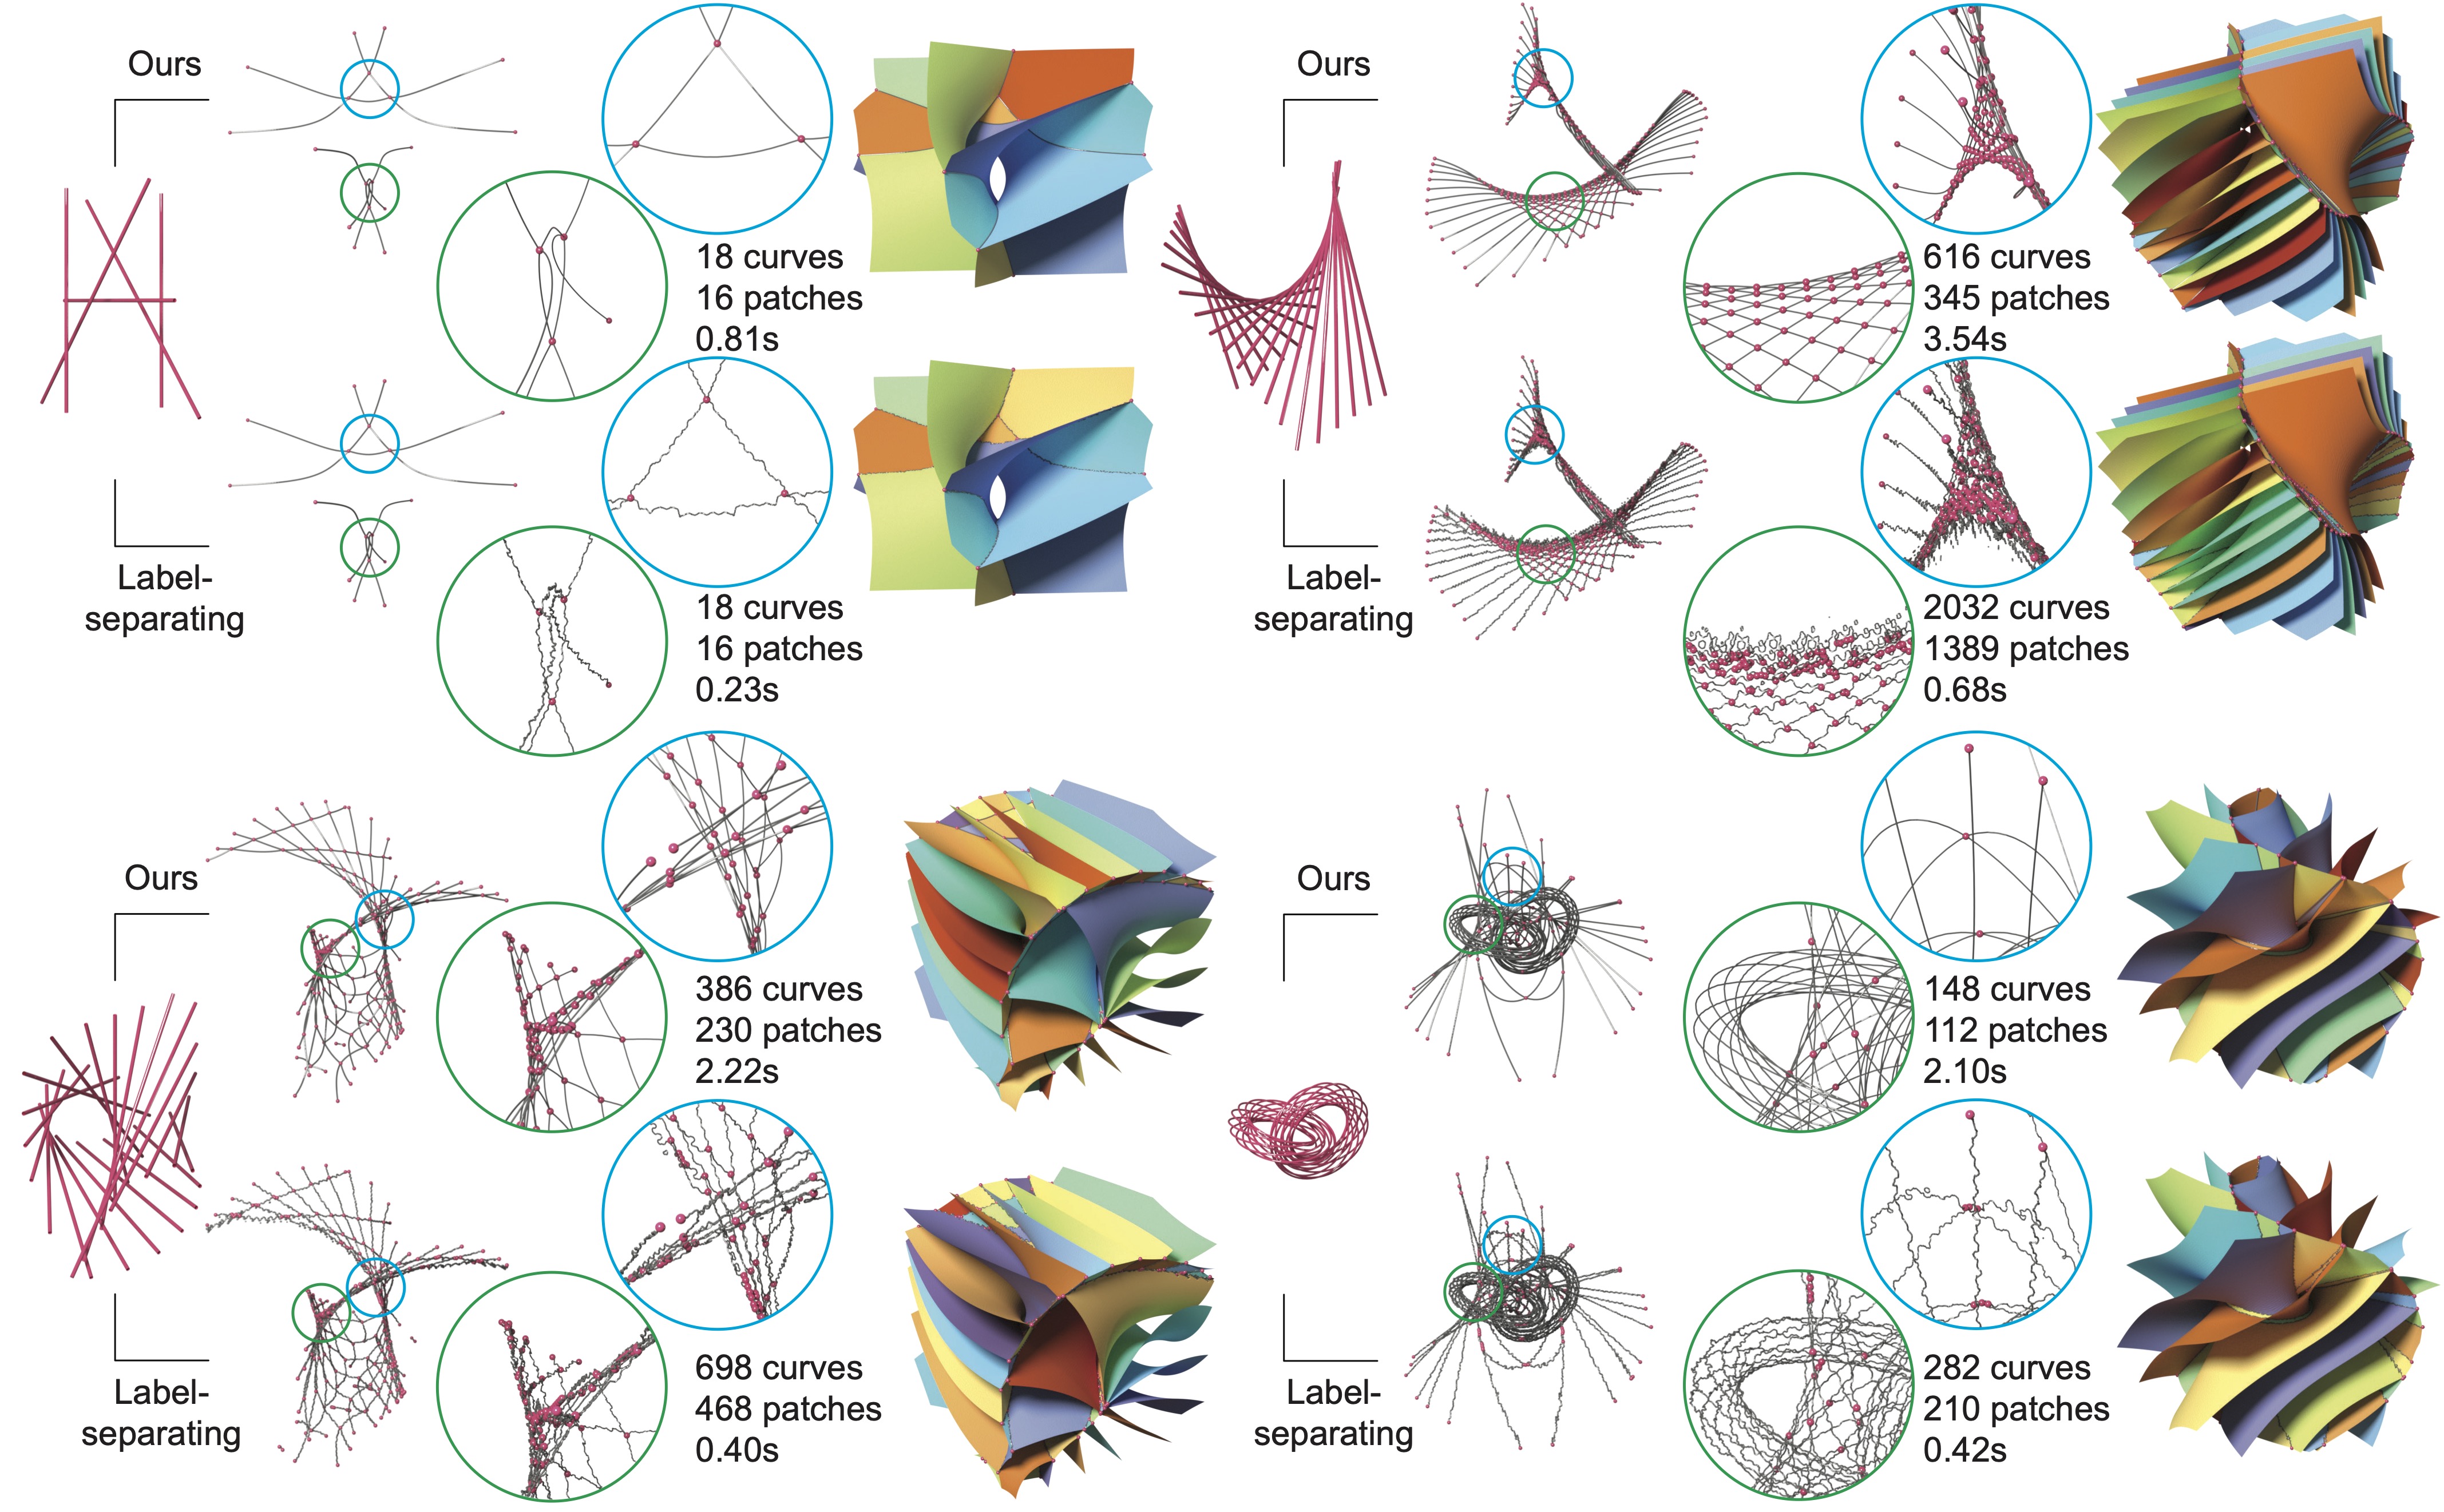 Ours
18 curves
16 patches
0.81s
Label-
separating
18 curves
16 patches
0.23s
Ours
616 curves
345 patches
3.54s
Label-
separating
2032 curves
1389 patches
0.68s
Ours
386 curves
230 patches
2.22s
Label-
separating
698 curves
468 patches
0.40s
Ours
148 curves
112 patches
2.10s
Label-
separating
282 curves
210 patches
0.42s